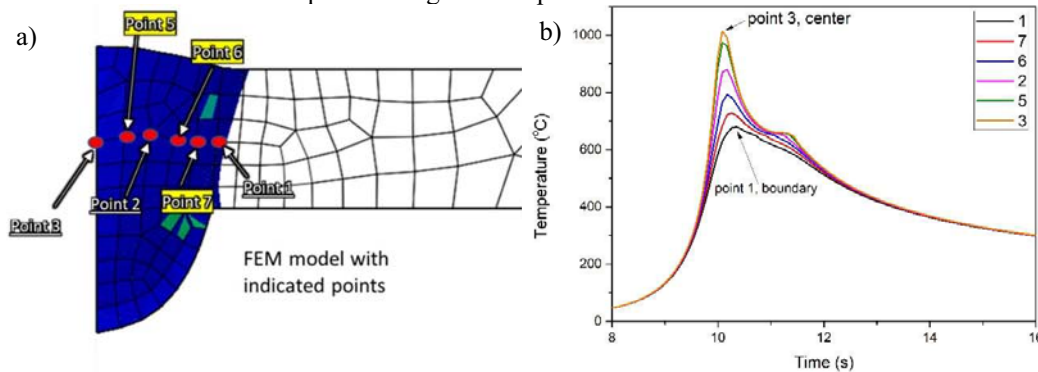 a)
Point 5
Point 6
Point 1
Point 2
Point 7
Point 3
FEM model with
indicated points
b)
point 3, center
point 1, boundary
1
7
6
2
5
3
Temperature (°C)
1000
800
600
400
200
0
8
10
12
14
16
Time (s)